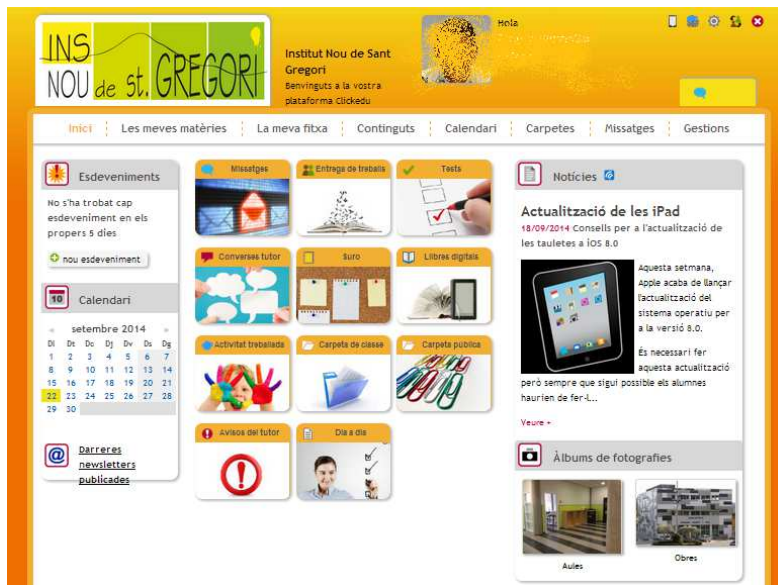 INS
NOU de st. GREGORI
Institut Nou de Sant
Gregori
Benvinguts a la vostra
plataforma Clickedu
Hola
Inici
Les meves matèries
La meva fitxa
Continguts
Calendari
Carpetes
Missatges
Gestions
Esdeveniments
No s'ha trobat cap
esdeveniment en els
propers 5 dies
nou esdeveniment
10 Calendari
« setembre 2014 »
Dl Dt Dc Dj Dv Ds Dg
1 2 3 4 5 6 7
8 9 10 11 12 13 14
15 16 17 18 19 20 21
22 23 24 25 26 27 28
29 30
@ Darreres
newsletters
publicades
Missatges
Entrega de treballs
Tests
Converses tutor
Suro
Llibres digitals
Activitat treballada
Carpeta de classe
Carpeta pública
Avisos del tutor
Dia a dia
Notícies
Actualització de les iPad
18/09/2014 Consells per a l'actualització de
les tauletes a iOS 8.0
Aquesta setmana,
Apple acaba de llançar
l'actualització del
sistema operatiu per
a la versió 8.0.
És necessari fer
aquesta actualització
però sempre que sigui possible els alumnes
haurien de fer-l...
Veure +
Àlbums de fotografies
Aules
Obres